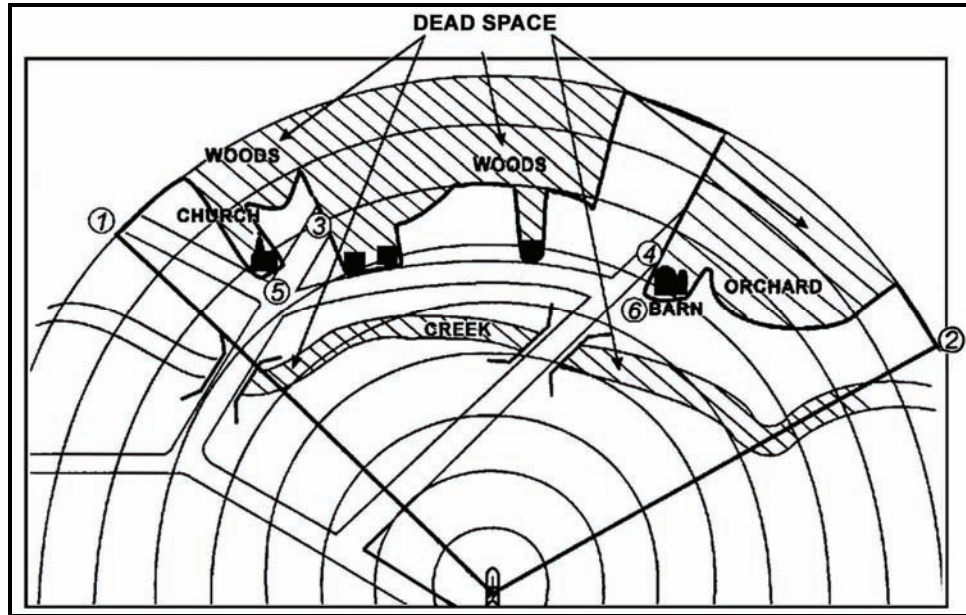 DEAD SPACE
WOODS
WOODS
CHURCH
1
3
4
5
ORCHARD
6
BARN
CREEK
2